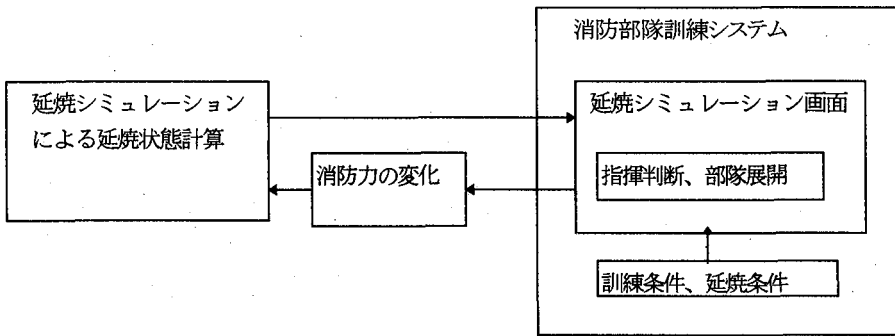 消防部隊訓練システム
延焼シミュレーション
による延焼状態計算
延焼シミュレーション画面
消防力の変化
指揮判断、部隊展開
訓練条件、延焼条件